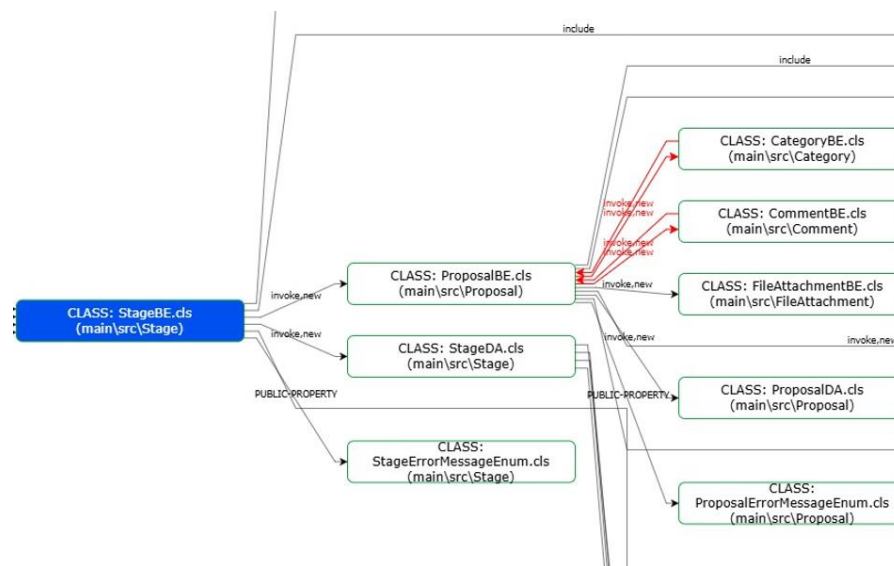 include
include
CLASS: CategoryBE.cls
(main\src\Category)
invoke,new
invoke,new
CLASS: CommentBE.cls
(main\src\Comment)
invoke,new
invoke,new
CLASS: ProposalBE.cls
(main\src\Proposal)
invoke,new
CLASS: FileAttachmentBE.cls
(main\src\FileAttachment)
invoke,new
CLASS: StageBE.cls
(main\src\Stage)
invoke,new
CLASS: StageDA.cls
(main\src\Stage)
invoke,new
invoke,new
PUBLIC-PROPERTY
PUBLIC-PROPERTY
CLASS: ProposalDA.cls
(main\src\Proposal)
CLASS:
StageErrorMessageEnum.cls
(main\src\Stage)
CLASS:
ProposalErrorMessageEnum.cls
(main\src\Proposal)